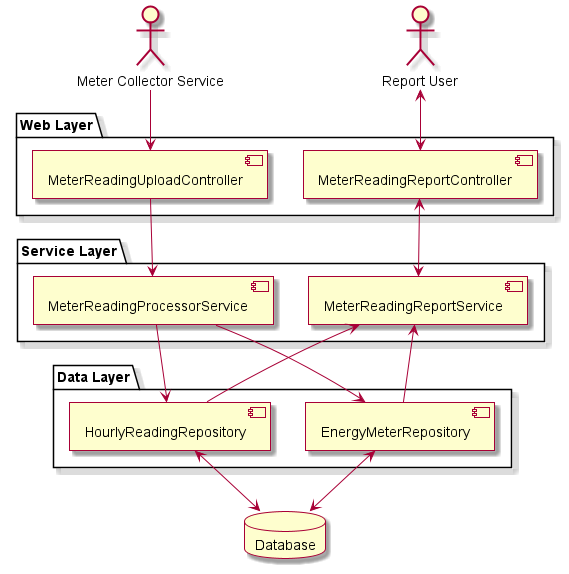 Meter Collector Service
Report User
Web Layer
MeterReadingUploadController
MeterReadingReportController
Service Layer
MeterReadingProcessorService
MeterReadingReportService
Data Layer
HourlyReadingRepository
EnergyMeterRepository
Database